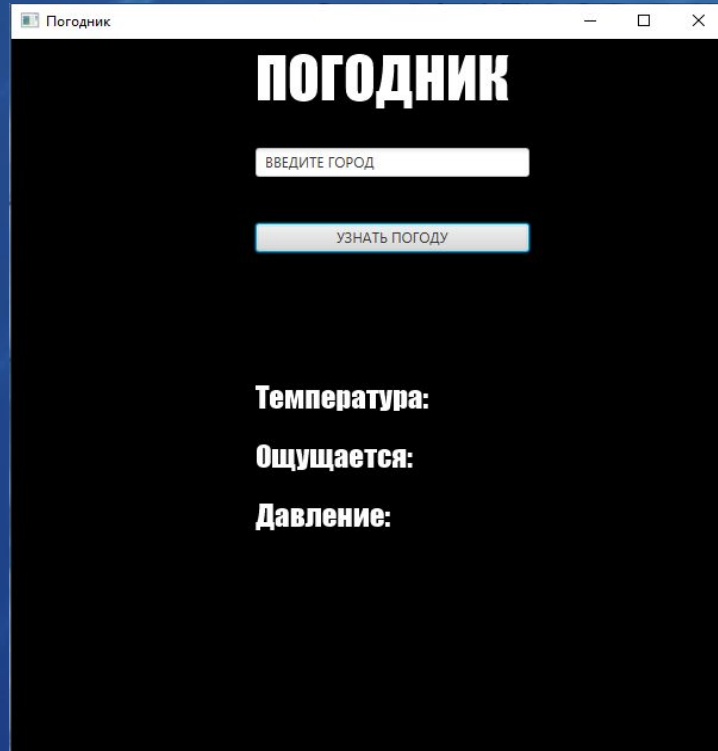 Погодник
ПОГОДНИК
ВВЕДИТЕ ГОРОД
УЗНАТЬ ПОГОДУ
Температура:
Ощущается:
Давление: